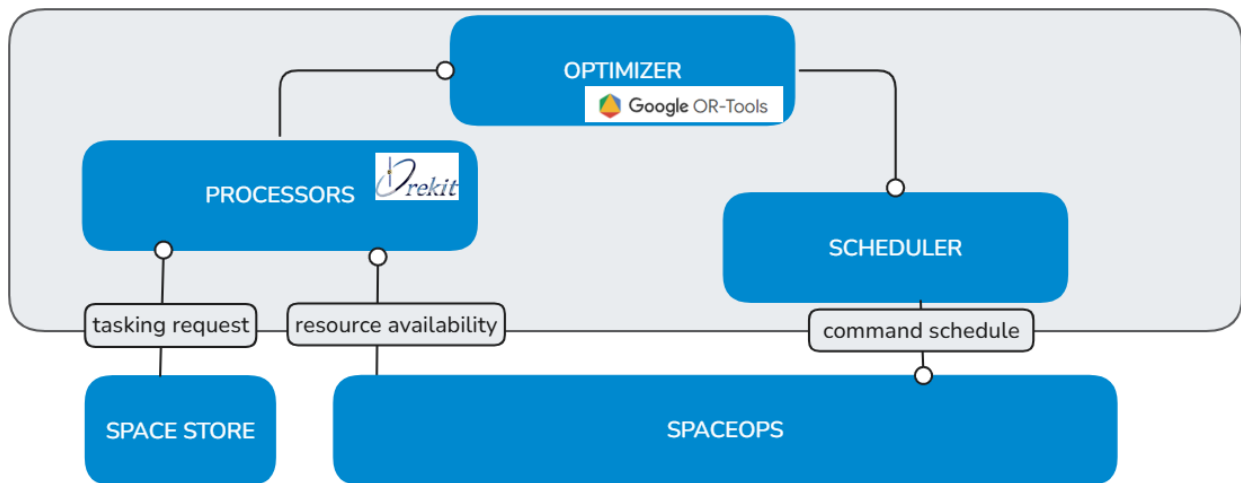 OPTIMIZER
Google OR-Tools
PROCESSORS
Orekit
SCHEDULER
tasking request
resource availability
command schedule
SPACE STORE
SPACEOPS